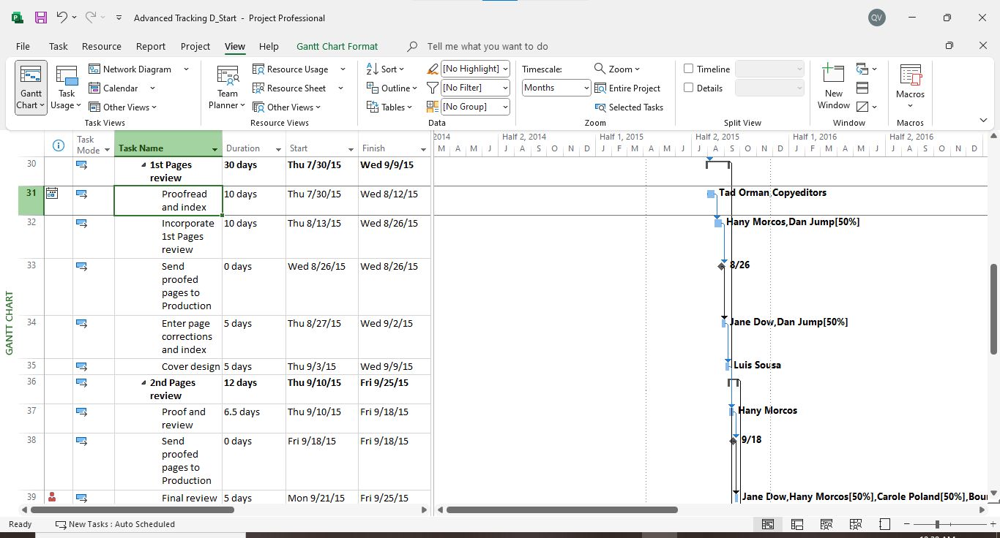 Advanced Tracking D_Start - Project Professional
QV
File Task Resource Report Project View Help Gantt Chart Format Tell me what you want to do
Gantt Chart
Task Usage
Network Diagram
Calendar
Other Views
Task Views
Team Planner
Resource Usage
Resource Sheet
Other Views
Resource Views
Sort
Outline
Tables
[No Highlight]
[No Filter]
[No Group]
Data
Timescale:
Months
Zoom
Entire Project
Selected Tasks
Zoom
Timeline
Details
Split View
New Window
Window
Macros
Macros
Task Mode Task Name Duration Start Finish
2014 Half 2, 2014 Half 1, 2015 Half 2, 2015 Half 1, 2016 Half 2, 2016
M A M J J A S O N D J F M A M J J A S O N D J F M A M J J A S O N D
30 1st Pages review 30 days Thu 7/30/15 Wed 9/9/15
31 Proofread and index 10 days Thu 7/30/15 Wed 8/12/15 Tad Orman,Copyeditors
32 Incorporate 1st Pages review 10 days Thu 8/13/15 Wed 8/26/15 Hany Morcos,Dan Jump[50%]
33 Send proofed pages to Production 0 days Wed 8/26/15 Wed 8/26/15 8/26
34 Enter page corrections and index 5 days Thu 8/27/15 Wed 9/2/15 Jane Dow,Dan Jump[50%]
35 Cover design 5 days Thu 9/3/15 Wed 9/9/15 Luis Sousa
36 2nd Pages review 12 days Thu 9/10/15 Fri 9/25/15
37 Proof and review 6.5 days Thu 9/10/15 Fri 9/18/15 Hany Morcos
38 Send proofed pages to Production 0 days Fri 9/18/15 Fri 9/18/15 9/18
39 Final review 5 days Mon 9/21/15 Fri 9/25/15 Jane Dow,Hany Morcos[50%],Carole Poland[50%],Bou
GANTT CHART
Ready New Tasks : Auto Scheduled